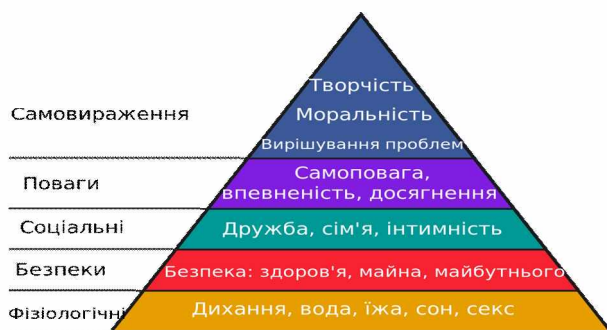 Творчість
Самовираження
Моральність
Вирішування проблем
Поваги
Самоповага,
впевненість, досягнення
Соціальні
Дружба, сім'я, інтимність
Безпеки
Безпека: здоров'я, майна, майбутнього
Фізіологічні
Дихання, вода, їжа, сон, секс